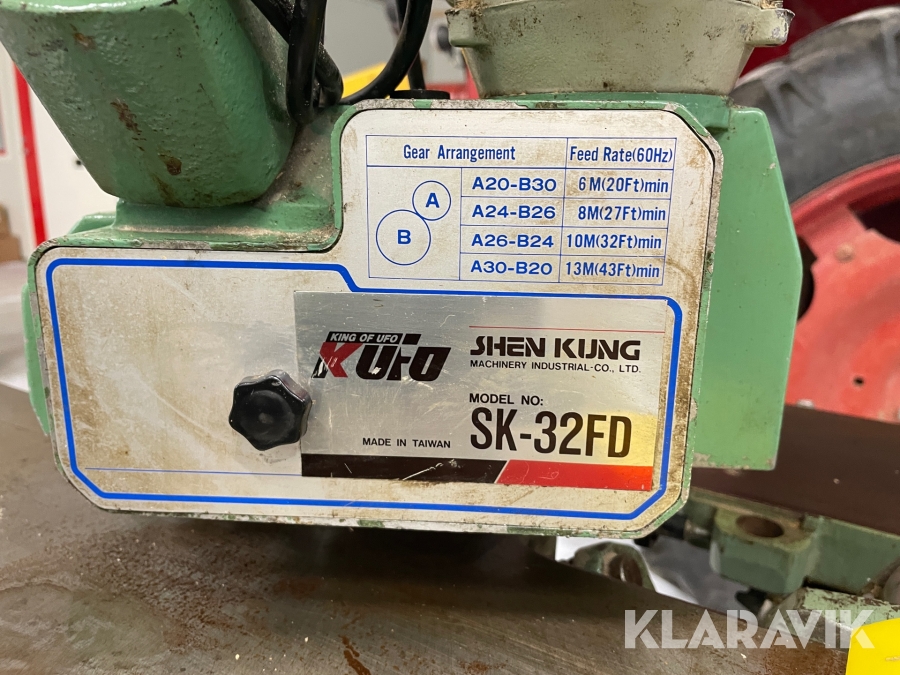 Gear Arrangement Feed Rate(60Hz)
A B
A20-B30 6M(20Ft)min
A24-B26 8M(27Ft)min
A26-B24 10M(32Ft)min
A30-B20 13M(43Ft)min
KING OF UFO
KUFO
SHEN KUNG
MACHINERY INDUSTRIAL-CO., LTD.
MODEL NO:
MADE IN TAIWAN SK-32FD
KLARAVIK